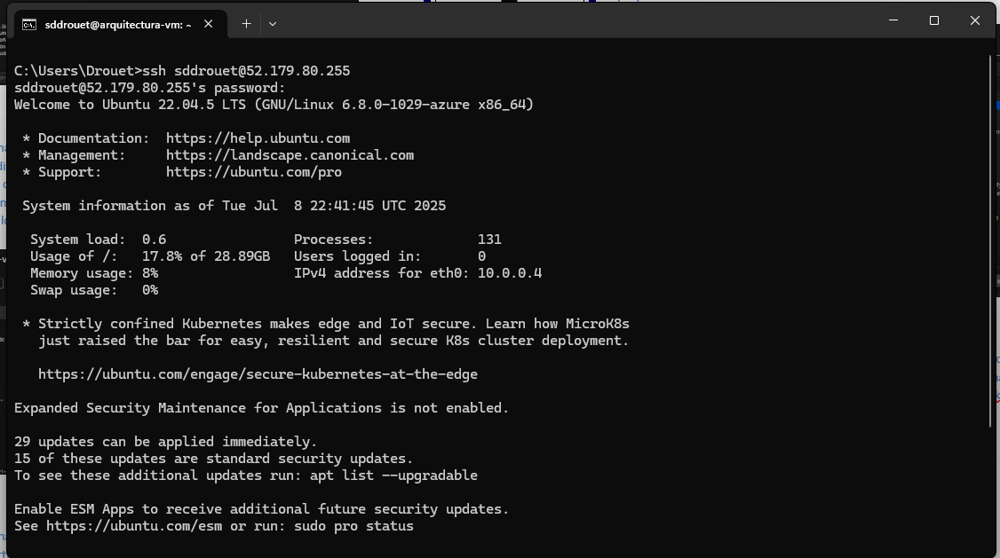 sddrouet@arquitectura-vm: ~
C:\Users\Drouet>ssh sddrouet@52.179.80.255
sddrouet@52.179.80.255's password:
Welcome to Ubuntu 22.04.5 LTS (GNU/Linux 6.8.0-1029-azure x86_64)
* Documentation:  https://help.ubuntu.com
* Management:     https://landscape.canonical.com
* Support:        https://ubuntu.com/pro
System information as of Tue Jul  8 22:41:45 UTC 2025
System load:  0.6                Processes:             131
Usage of /:   17.8% of 28.89GB   Users logged in:       0
Memory usage: 8%                 IPv4 address for eth0: 10.0.0.4
Swap usage:   0%
* Strictly confined Kubernetes makes edge and IoT secure. Learn how MicroK8s
just raised the bar for easy, resilient and secure K8s cluster deployment.
https://ubuntu.com/engage/secure-kubernetes-at-the-edge
Expanded Security Maintenance for Applications is not enabled.
29 updates can be applied immediately.
15 of these updates are standard security updates.
To see these additional updates run: apt list --upgradable
Enable ESM Apps to receive additional future security updates.
See https://ubuntu.com/esm or run: sudo pro status